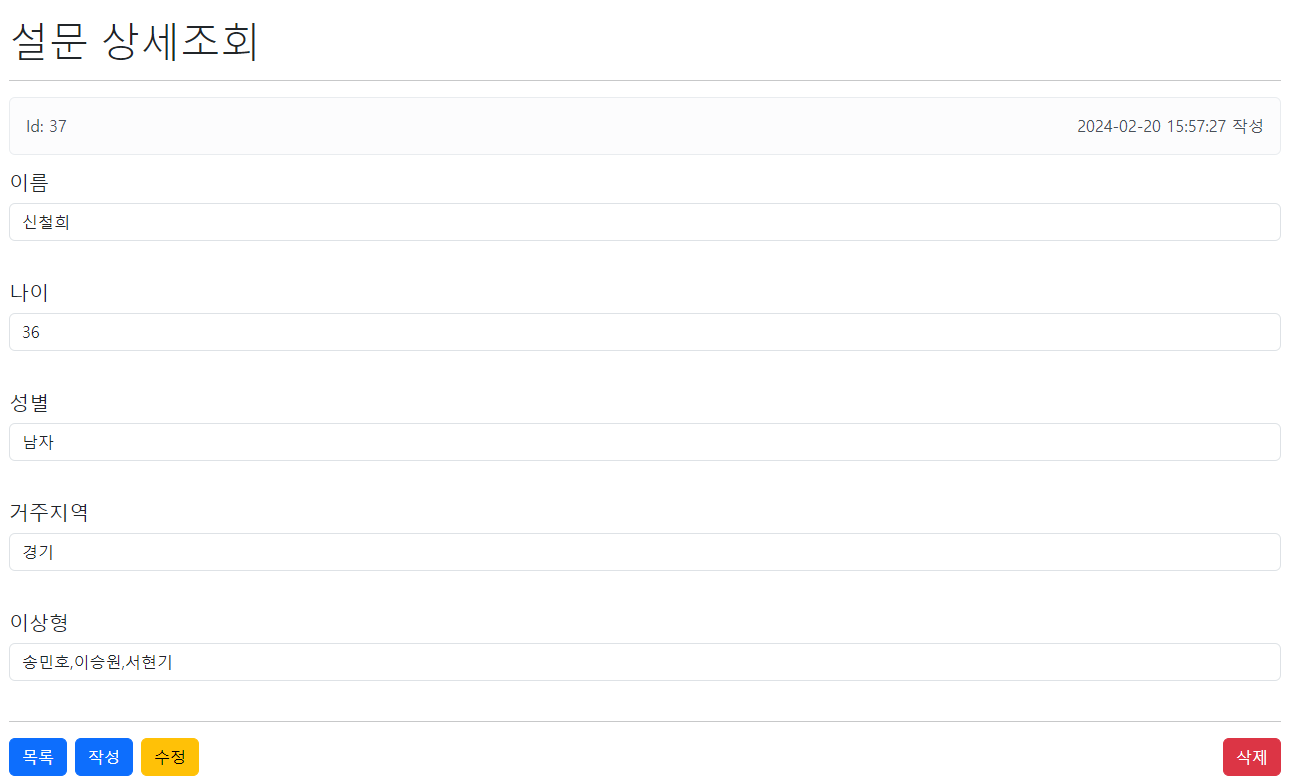 설문 상세조회
Id: 37 2024-02-20 15:57:27 작성
이름
신철희
나이
36
성별
남자
거주지역
경기
이상형
송민호,이승원,서현기
목록 작성 수정 삭제